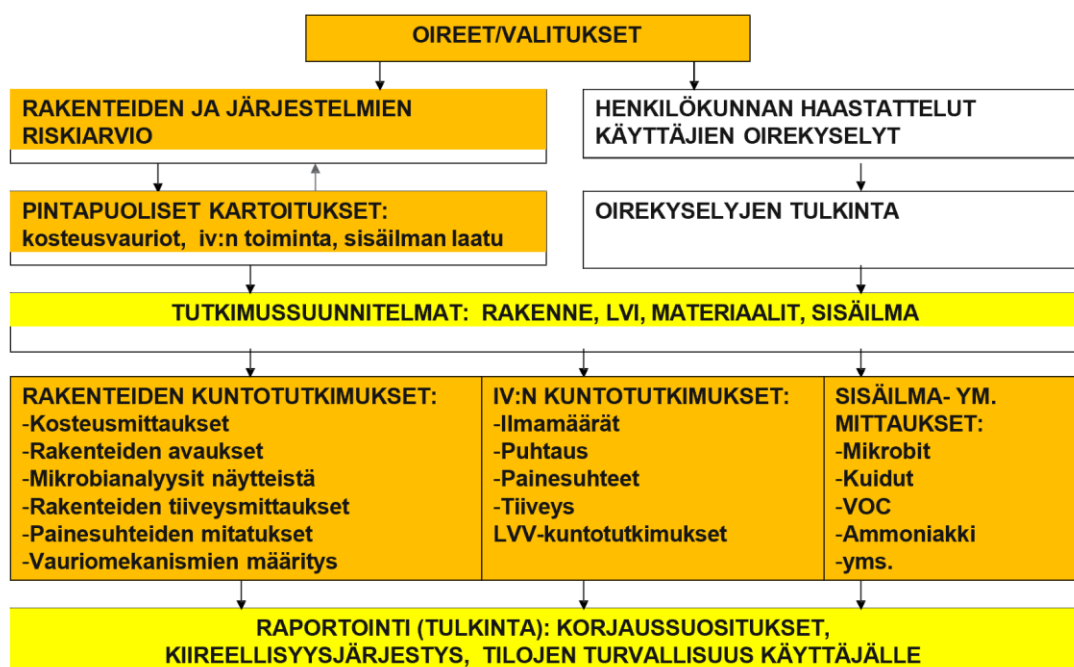 OIREET/VALITUKSET
RAKENTEIDEN JA JÄRJESTELMIEN
RISKIARVIO
HENKILÖKUNNAN HAASTATTELUT
KÄYTTÄJIEN OIREKYSELYT
PINTAPUOLISET KARTOITUKSET:
kosteusvauriot, iv:n toiminta, sisäilman laatu
OIREKYSELYJEN TULKINTA
TUTKIMUSSUUNNITELMAT: RAKENNE, LVI, MATERIAALIT, SISÄILMA
RAKENTEIDEN KUNTOTUTKIMUKSET:
-Kosteusmittaukset
-Rakenteiden avaukset
-Mikrobianalyysit näytteistä
-Rakenteiden tiiveysmittaukset
-Painesuhteiden mitatukset
-Vauriomekanismien määritys
IV:N KUNTOTUTKIMUKSET:
-Ilmamäärät
-Puhtaus
-Painesuhteet
-Tiiveys
LVV-kuntotutkimukset
SISÄILMA- YM.
MITTAUKSET:
-Mikrobit
-Kuidut
-VOC
-Ammoniakki
-yms.
RAPORTOINTI (TULKINTA): KORJAUSSUOSITUKSET,
KIIREELLISYYSJÄRJESTYS, TILOJEN TURVALLISUUS KÄYTTÄJÄLLE